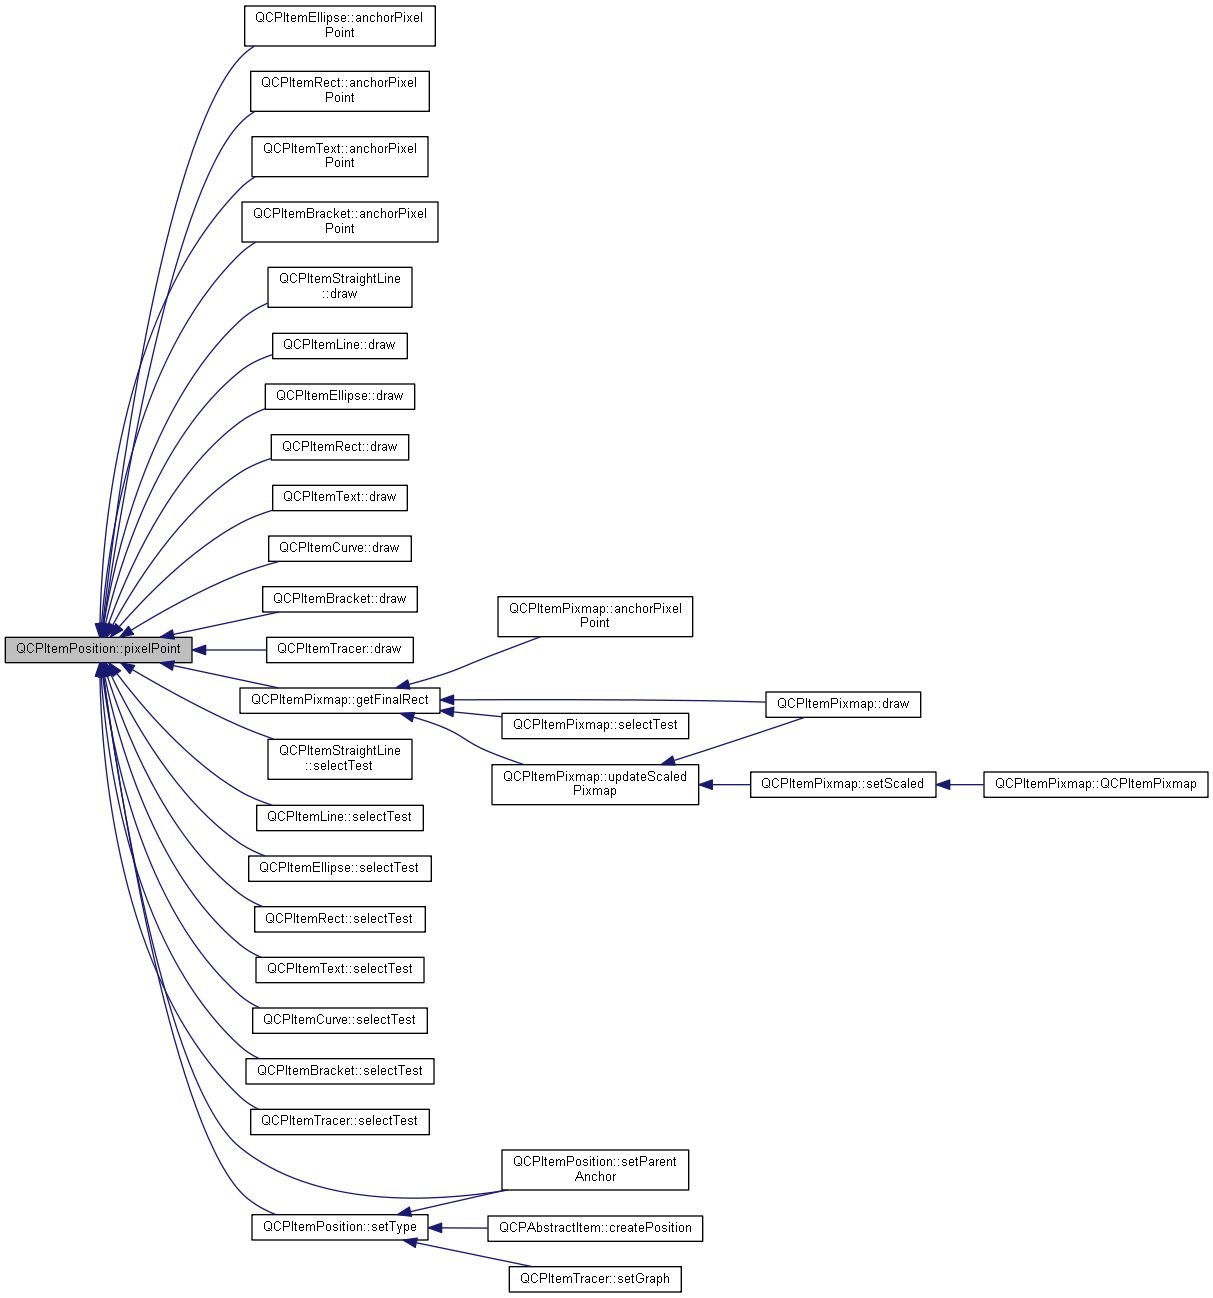 QCPItemEllipse::anchorPixel
Point
QCPItemRect::anchorPixel
Point
QCPItemText::anchorPixel
Point
QCPItemBracket::anchorPixel
Point
QCPItemStraightLine
::draw
QCPItemLine::draw
QCPItemEllipse::draw
QCPItemRect::draw
QCPItemText::draw
QCPItemCurve::draw
QCPItemBracket::draw
QCPItemPosition::pixelPoint
QCPItemTracer::draw
QCPItemPixmap::getFinalRect
QCPItemPixmap::anchorPixel
Point
QCPItemPixmap::draw
QCPItemPixmap::selectTest
QCPItemPixmap::updateScaled
Pixmap
QCPItemPixmap::setScaled
QCPItemPixmap::QCPItemPixmap
QCPItemStraightLine
::selectTest
QCPItemLine::selectTest
QCPItemEllipse::selectTest
QCPItemRect::selectTest
QCPItemText::selectTest
QCPItemCurve::selectTest
QCPItemBracket::selectTest
QCPItemTracer::selectTest
QCPItemPosition::setParent
Anchor
QCPItemPosition::setType
QCPAbstractItem::createPosition
QCPItemTracer::setGraph